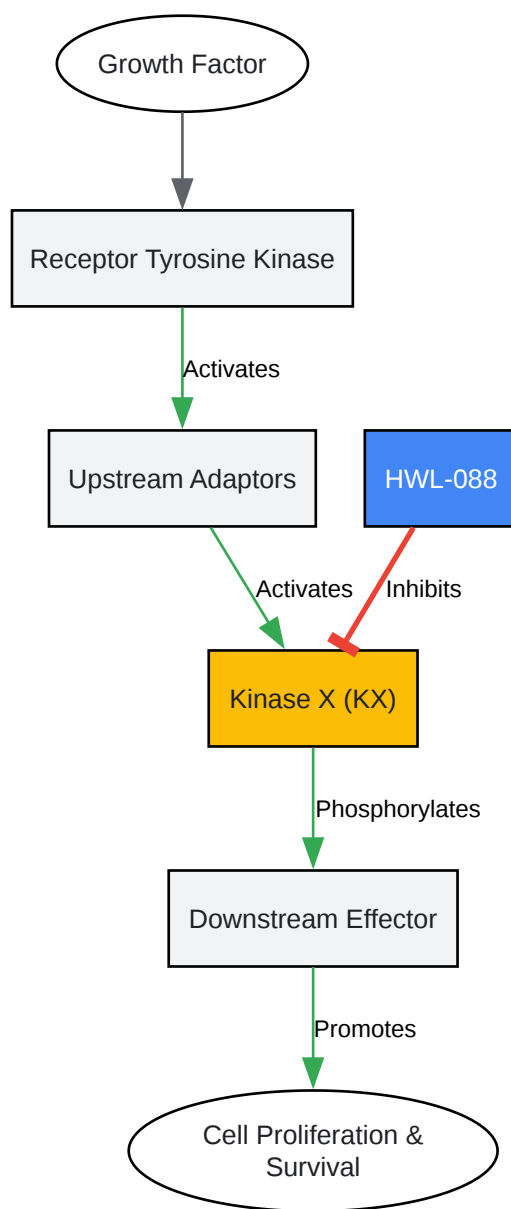 Growth Factor
Receptor Tyrosine Kinase
Activates
Upstream Adaptors
HWL-088
Activates
Inhibits
Kinase X (KX)
Phosphorylates
Downstream Effector
Promotes
Cell Proliferation &
Survival